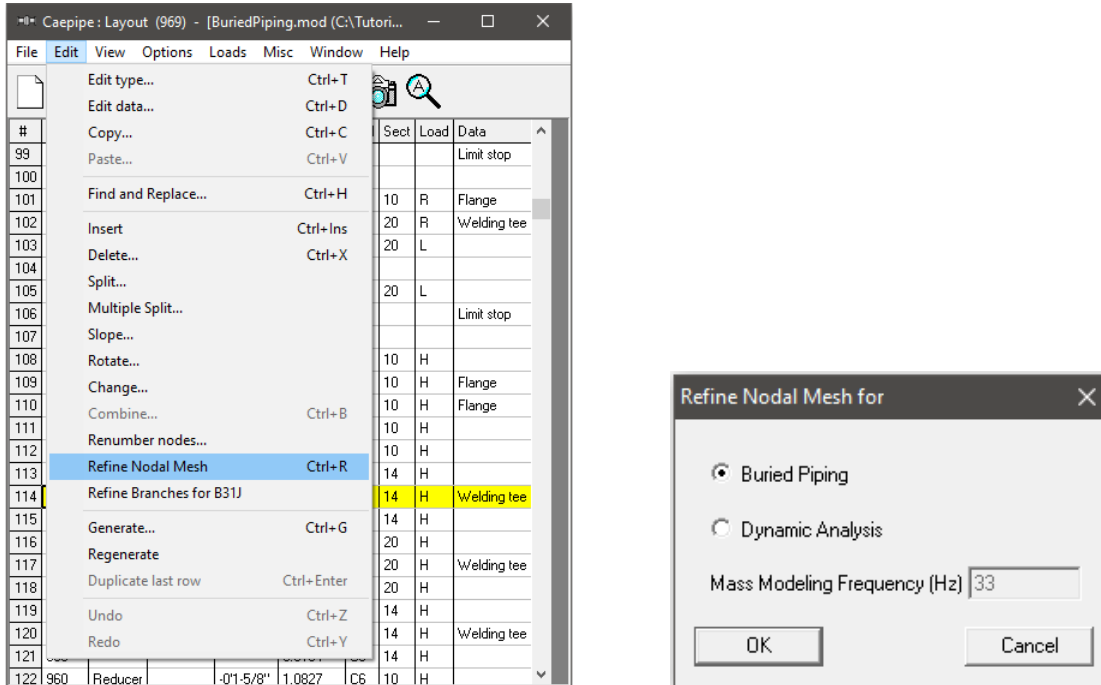 Caepipe : Layout (969) - [BuriedPiping.mod (C:\Tutori...
File Edit View Options Loads Misc Window Help
Edit type... Ctrl+T
Edit data... Ctrl+D
Copy... Ctrl+C
Paste... Ctrl+V
Find and Replace... Ctrl+H
Insert Ctrl+Ins
Delete... Ctrl+X
Split...
Multiple Split...
Slope...
Rotate...
Change...
Combine... Ctrl+B
Renumber nodes...
Refine Nodal Mesh Ctrl+R
Refine Branches for B31J
Generate... Ctrl+G
Regenerate
Duplicate last row Ctrl+Enter
Undo Ctrl+Z
Redo Ctrl+Y
# Sect Load Data
99 Limit stop
100
101 10 R Flange
102 20 R Welding tee
103 20 L
104
105 20 L
106 Limit stop
107
108 10 H
109 10 H Flange
110 10 H Flange
111 10 H
112 10 H
113 14 H
114 14 H Welding tee
115 14 H
116 20 H
117 20 H Welding tee
118 20 H
119 14 H
120 14 H Welding tee
121 14 H
122 960 Reducer -0'1-5/8" 1.0827 C6 10 H
Refine Nodal Mesh for
Buried Piping
Dynamic Analysis
Mass Modeling Frequency (Hz) 33
OK Cancel